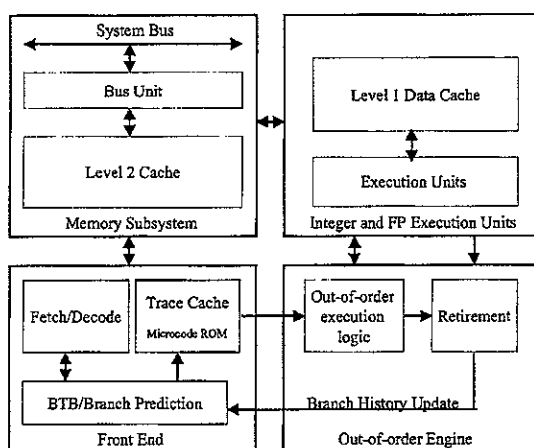 System Bus
Bus Unit
Level 2 Cache
Memory Subsystem
Level 1 Data Cache
Execution Units
Integer and FP Execution Units
Fetch/Decode
Trace Cache
Microcode ROM
BTB/Branch Prediction
Front End
Out-of-order
execution
logic
Retirement
Branch History Update
Out-of-order Engine